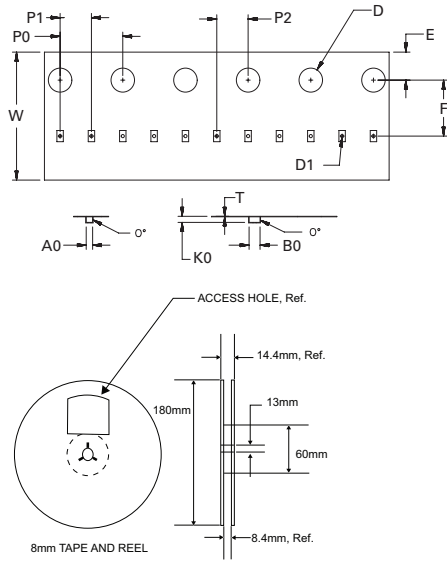 P1
P2
D
E
P0
W
F
D1
T
0°
0°
A0
K0
B0
ACCESS HOLE, Ref.
14.4mm, Ref.
180mm
13mm
60mm
8.4mm, Ref.
8mm TAPE AND REEL